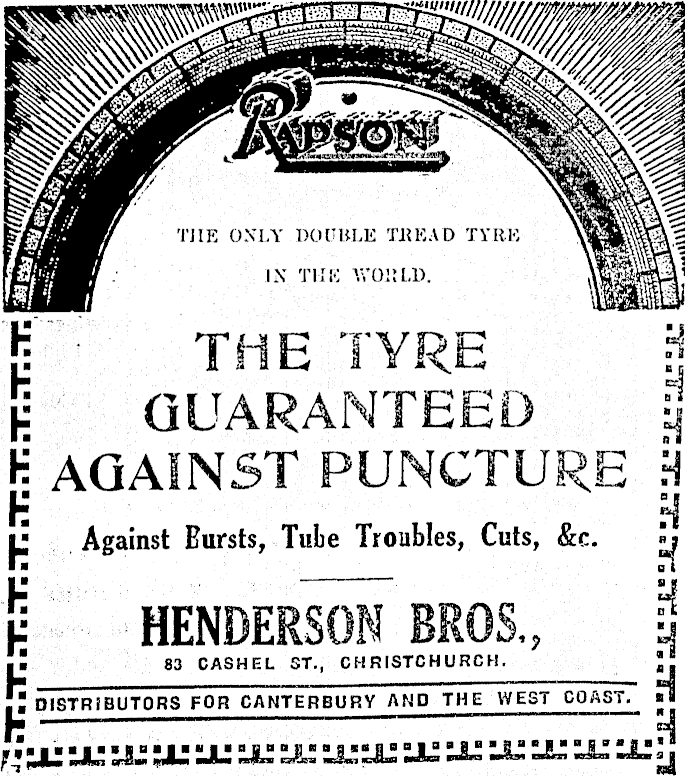 RAPSON
THE ONLY DOUBLE TREAD TYRE
IN THE WORLD.
THE TYRE
GUARANTEED
AGAINST PUNCTURE
Against Bursts, Tube Troubles, Cuts, &c.
HENDERSON BROS.,
83 CASHEL ST., CHRISTCHURCH.
DISTRIBUTORS FOR CANTERBURY AND THE WEST COAST.